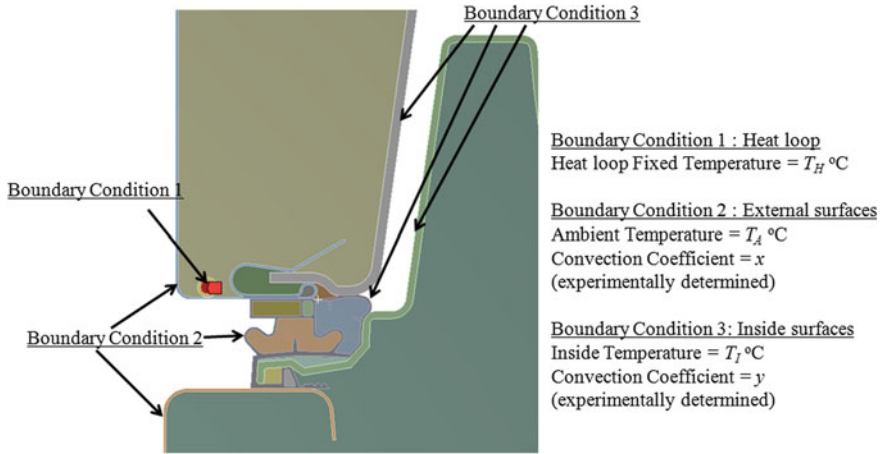 Boundary Condition 3
Boundary Condition 1
Boundary Condition 2
Boundary Condition 1 : Heat loop
Heat loop Fixed Temperature = T_H °C
Boundary Condition 2 : External surfaces
Ambient Temperature = T_A °C
Convection Coefficient = x
(experimentally determined)
Boundary Condition 3: Inside surfaces
Inside Temperature = T_I °C
Convection Coefficient = y
(experimentally determined)